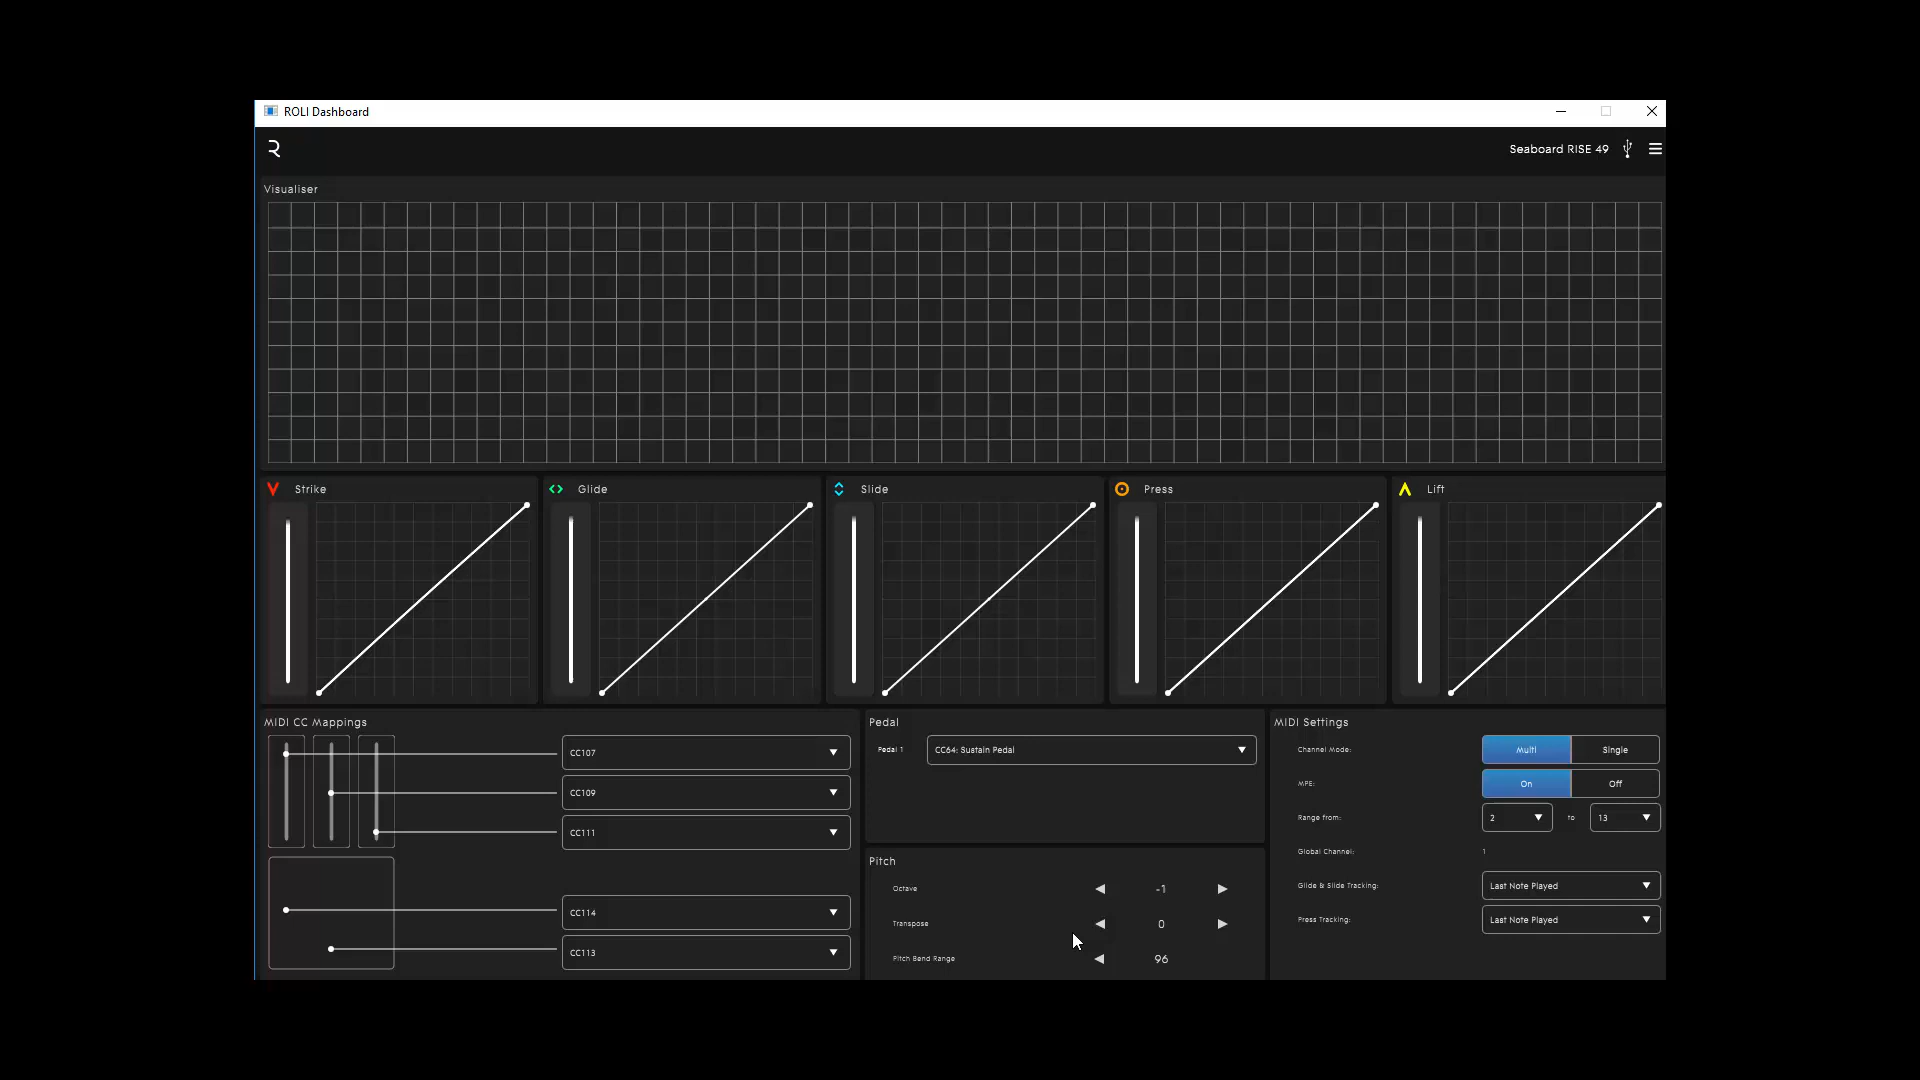 ROLI Dashboard
Seaboard RISE 49
Visualiser
Strike
Glide
Slide
Press
Lift
MIDI CC Mappings
CC107
CC109
CC111
CC114
CC113
Pedal
Pedal 1
CC64: Sustain Pedal
Pitch
Octave
-1
Transpose
0
Pitch Bend Range
96
MIDI Settings
Channel Mode:
Multi
Single
MPE:
On
Off
Range from:
2
to
13
Global Channel:
1
Glide & Slide Tracking:
Last Note Played
Press Tracking:
Last Note Played